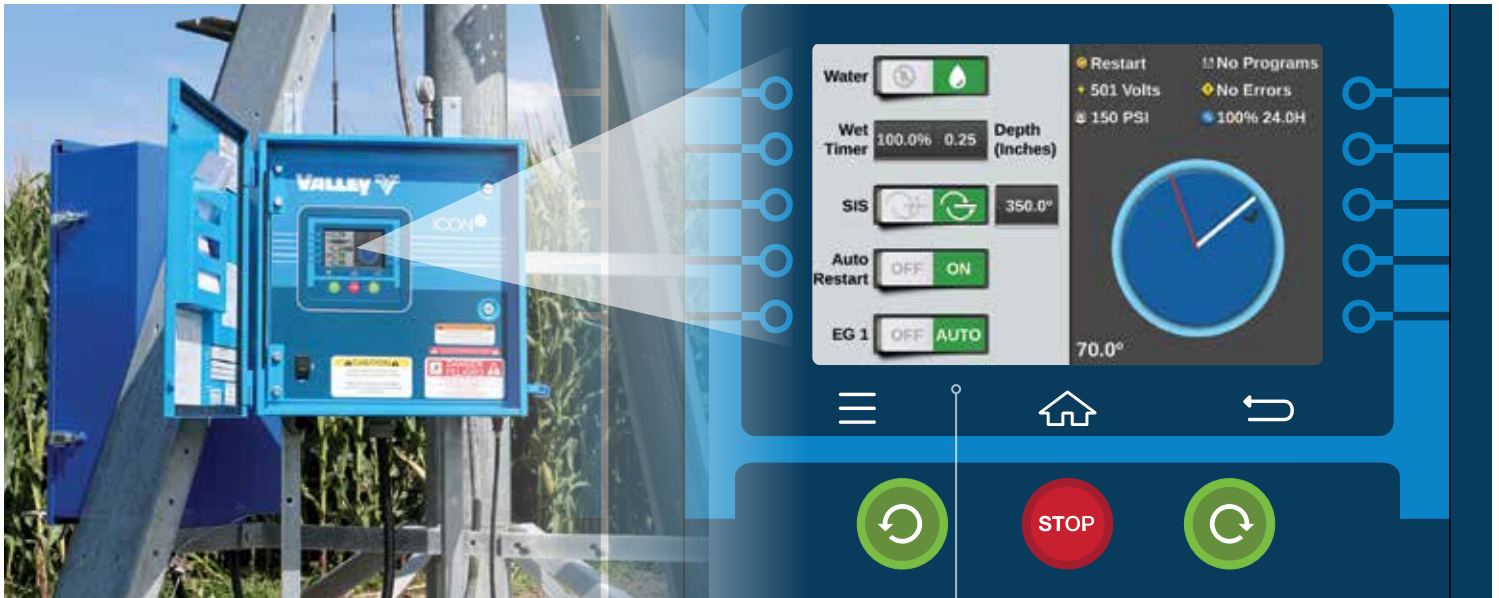 VALLEY
ICON
CAUTION
Water
Wet
Timer
100.0% 0.25
Depth
(Inches)
SIS
350.0°
Auto
Restart
OFF
ON
EG 1
OFF
AUTO
Restart
No Programs
501 Volts
No Errors
150 PSI
100% 24.0H
70.0°
STOP